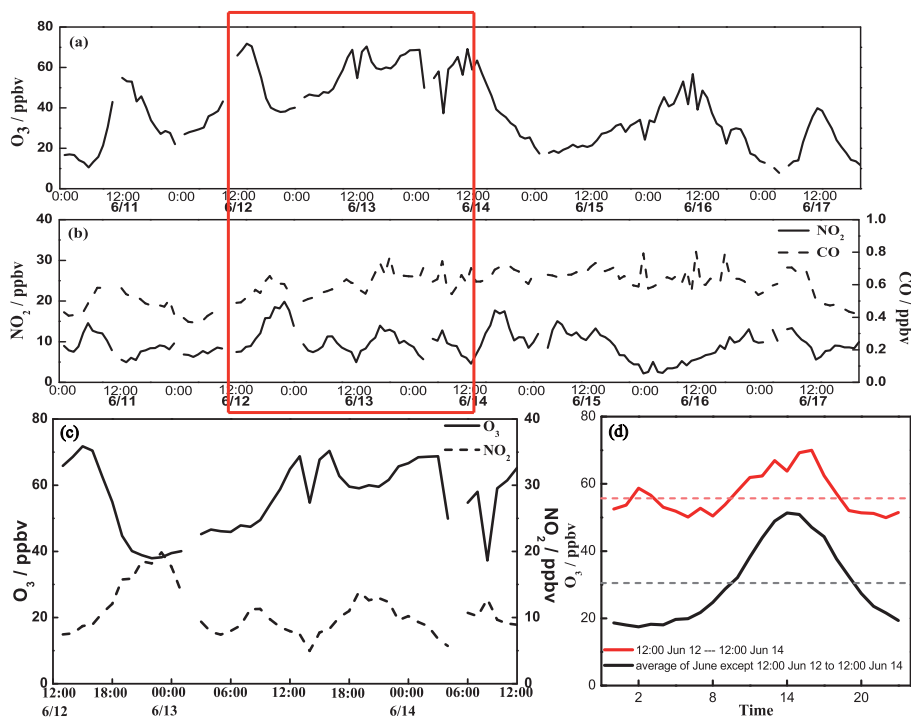 (a)
O3 / ppbv
80
60
40
20
0
0:00 12:00 0:00 12:00 0:00 12:00 0:00 12:00 0:00 12:00 0:00 12:00 0:00 12:00
6/11 6/12 6/13 6/14 6/15 6/16 6/17
(b)
NO2 / ppbv
40
30
20
10
0
NO2
CO
CO / ppbv
1.0
0.8
0.6
0.4
0.2
0.0
0:00 12:00 0:00 12:00 0:00 12:00 0:00 12:00 0:00 12:00 0:00 12:00 0:00 12:00
6/11 6/12 6/13 6/14 6/15 6/16 6/17
(c)
O3 / ppbv
80
60
40
20
0
O3
NO2
NO2 / ppbv
40
30
20
10
0
12:00 18:00 00:00 06:00 12:00 18:00 00:00 06:00 12:00
6/12 6/13 6/14
(d)
O3 / ppbv
80
60
40
20
0
12:00 Jun 12 --- 12:00 Jun 14
average of June except 12:00 Jun 12 to 12:00 Jun 14
2 8 14 20
Time